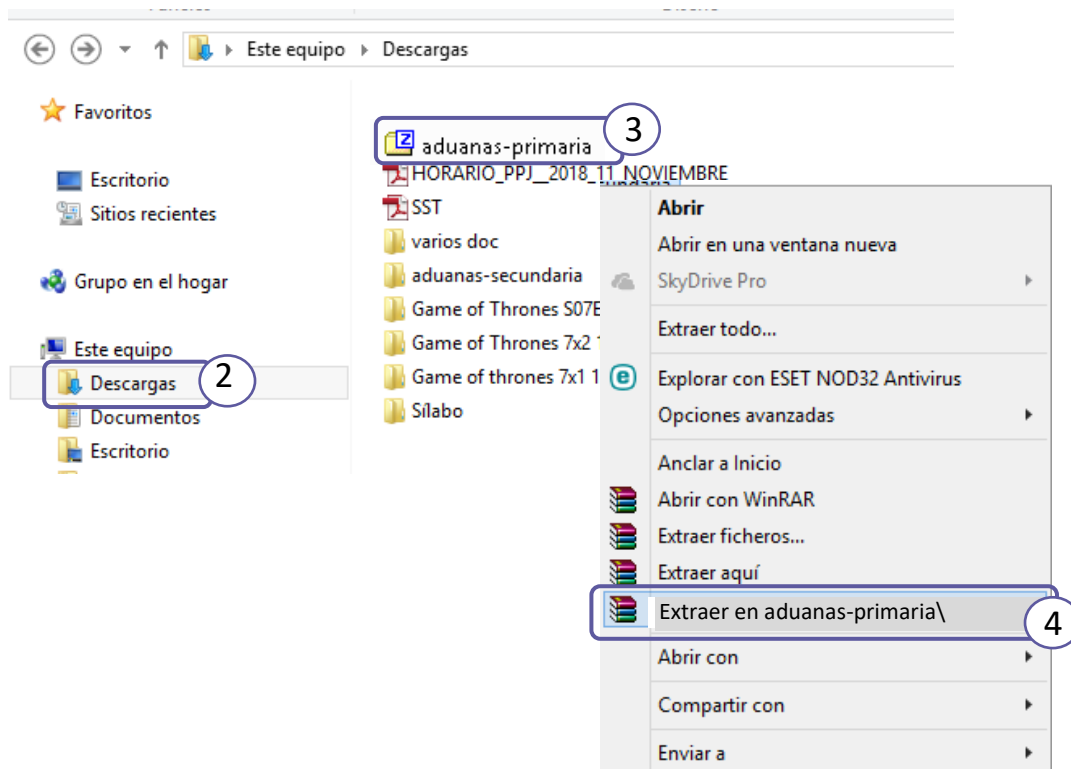 Este equipo Descargas
Favoritos
Escritorio
Sitios recientes
Grupo en el hogar
Este equipo
Descargas
2
Documentos
Escritorio
aduanas-primaria
3
HORARIO_PPJ__2018_11_NOVIEMBRE
SST
varios doc
aduanas-secundaria
Game of Thrones S07E
Game of Thrones 7x2
Game of thrones 7x1 1
Sílabo
Abrir
Abrir en una ventana nueva
SkyDrive Pro
Extraer todo...
Explorar con ESET NOD32 Antivirus
Opciones avanzadas
Anclar a Inicio
Abrir con WinRAR
Extraer ficheros...
Extraer aquí
Extraer en aduanas-primaria\
4
Abrir con
Compartir con
Enviar a